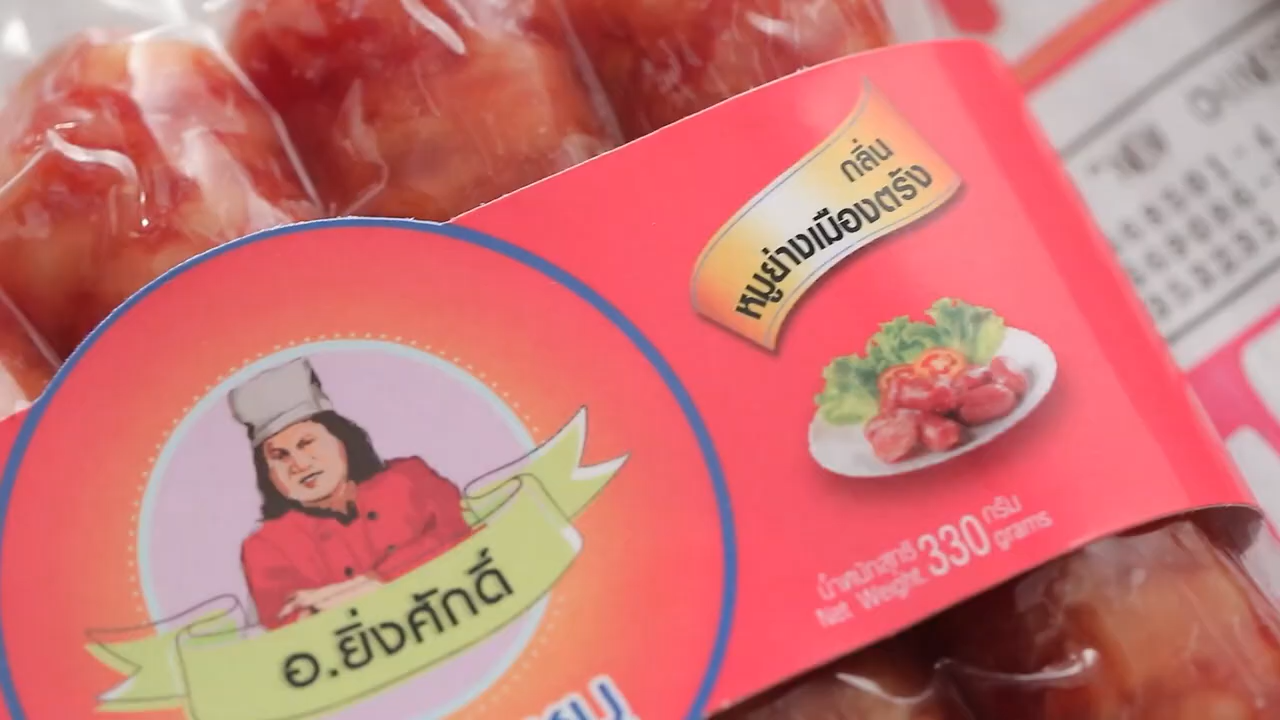 กลิ่น
หมูย่างเมืองตรัง
อ.ยิ่งศักดิ์
น้ำหนักสุทธิ 330 กรัม
Net Weight grams